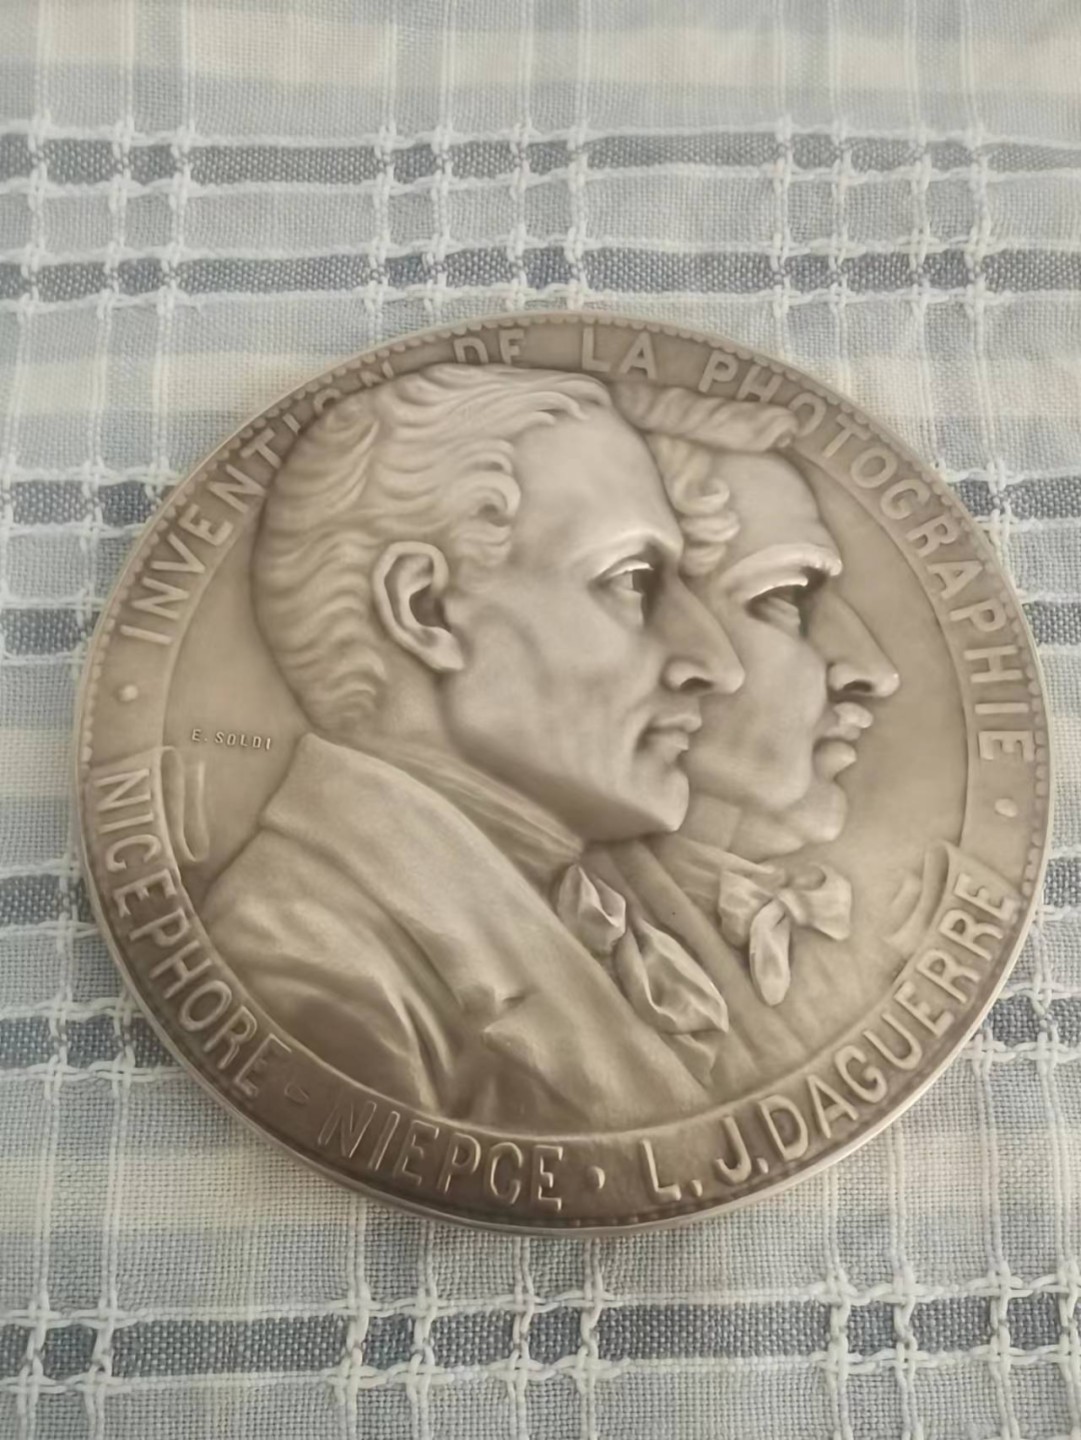 INVENTION DE LA PHOTOGRAPHIE
E. SOLDI
NICEPHORE - NIEPCE • L. J. DAGUERRE